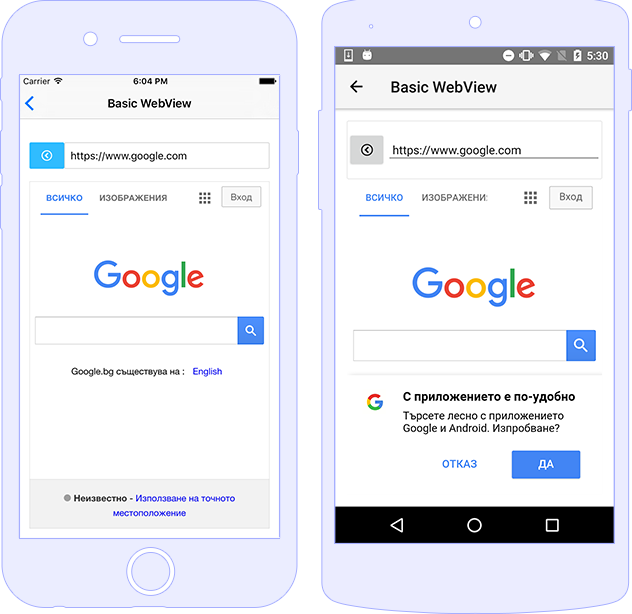 Carrier 6:04 PM
Basic WebView
https://www.google.com
ВСИЧКО ИЗОБРАЖЕНИЯ Вход
Google
Google.bg съществува на : English
Неизвестно - Използване на точното
местоположение
5:30
Basic WebView
https://www.google.com
ВСИЧКО ИЗОБРАЖЕНИ Вход
Google
С приложението е по-удобно
Търсете лесно с приложението
Google и Android. Изпробване?
ОТКАЗ ДА